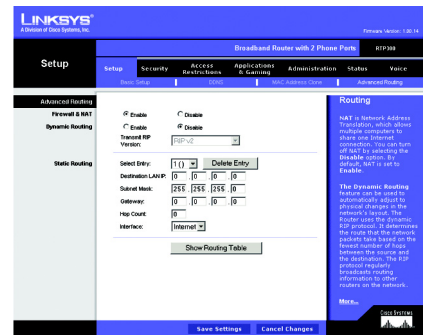 LINKSYS®
A Division of Cisco Systems, Inc.
Firmware Version: 1.00.14
Broadband Router with 2 Phone Ports RTP300
Setup
Setup Security Access Restrictions Applications & Gaming Administration Status Voice
Basic Setup DDNS MAC Address Clone Advanced Routing
Advanced Routing
Firewall & NAT Enable Disable
Dynamic Routing Enable Disable
Transmit RIP Version: RIPv2
Static Routing Select Entry: 1 () Delete Entry
Destination LAN IP: 0 . 0 . 0 . 0
Subnet Mask: 255 . 255 . 255 . 0
Gateway: 0 . 0 . 0 . 0
Hop Count: 0
Interface: Internet
Show Routing Table
Routing
NAT is Network Address
Translation, which allows
multiple computers to
share one Internet
connection. You can turn
off NAT by selecting the
Disable option. By
default, NAT is set to
Enable.
The Dynamic Routing
feature can be used to
automatically adjust to
physical changes in the
network's layout. The
Router uses the dynamic
RIP protocol. It determines
the route that the network
packets take based on the
fewest number of hops
between the source and
the destination. The RIP
protocol regularly
broadcasts routing
information to other
routers on the network.
More...
Save Settings Cancel Changes
CISCO SYSTEMS